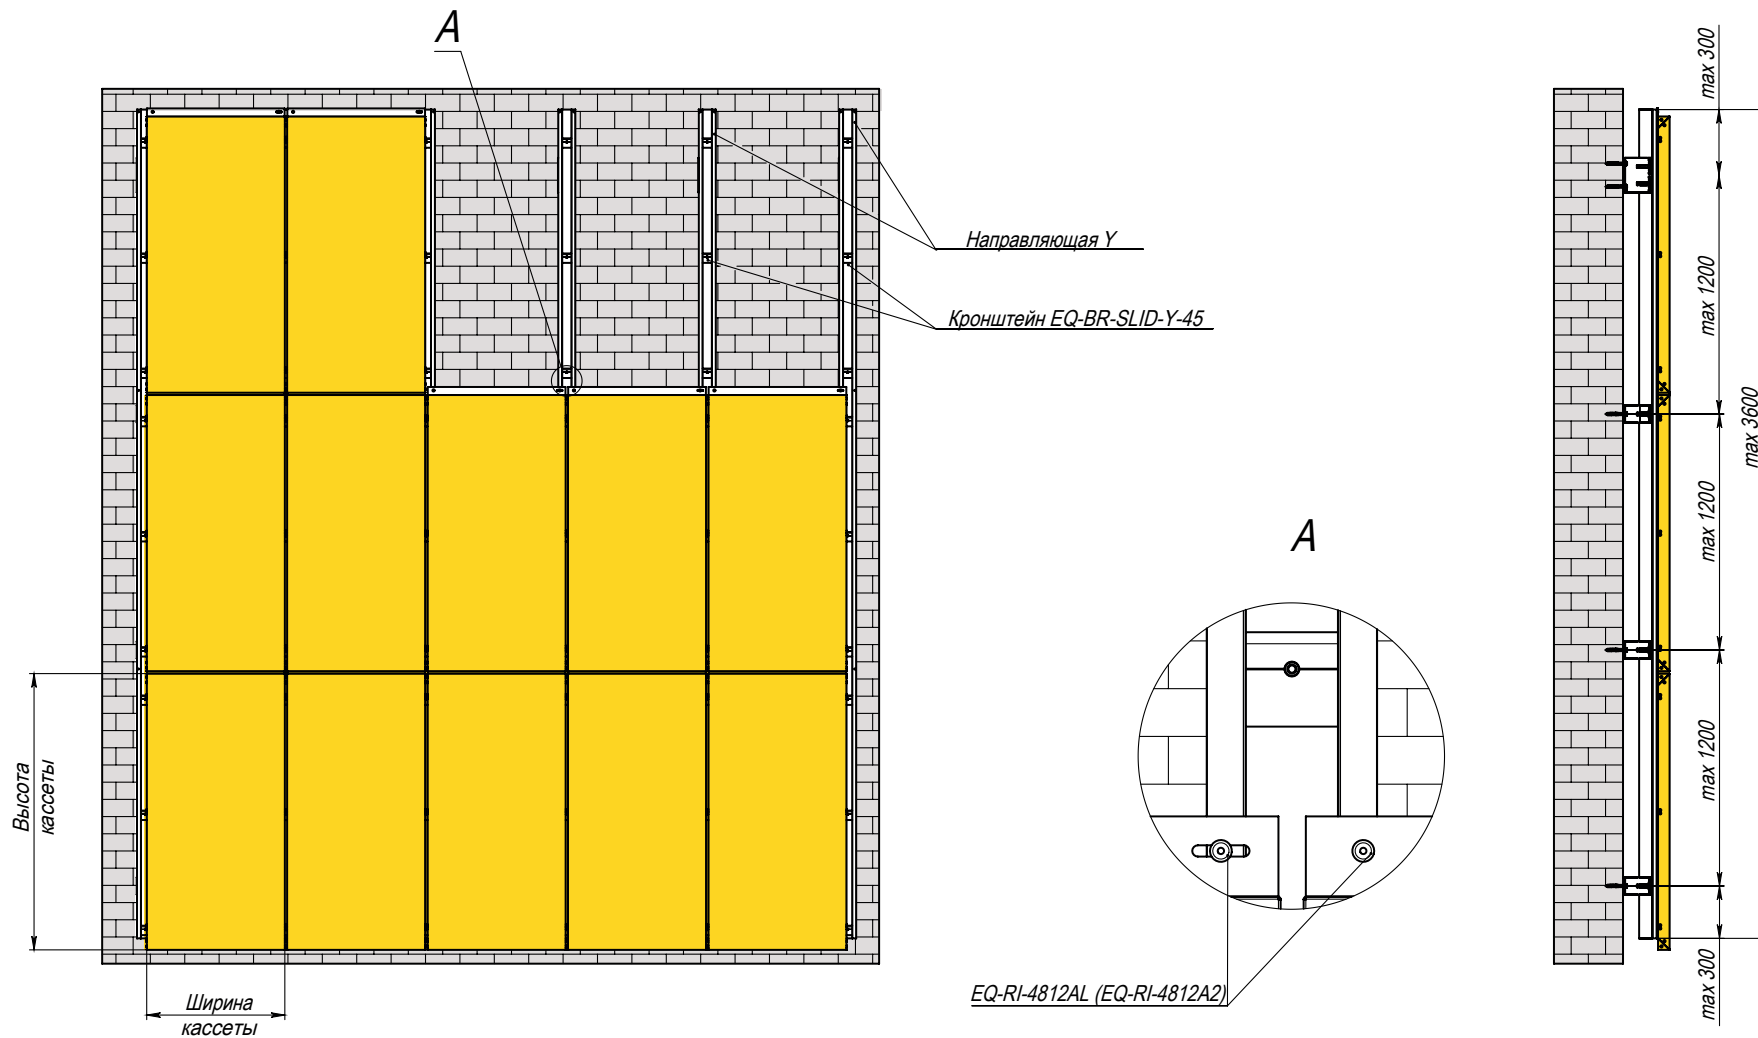 A
Направляющая Y
Кронштейн EQ-BR-SLID-Y-45
Высота
кассеты
Ширина
кассеты
A
EQ-RI-4812AL (EQ-RI-4812A2)
max 300
max 1200
max 1200
max 1200
max 300
max 3600